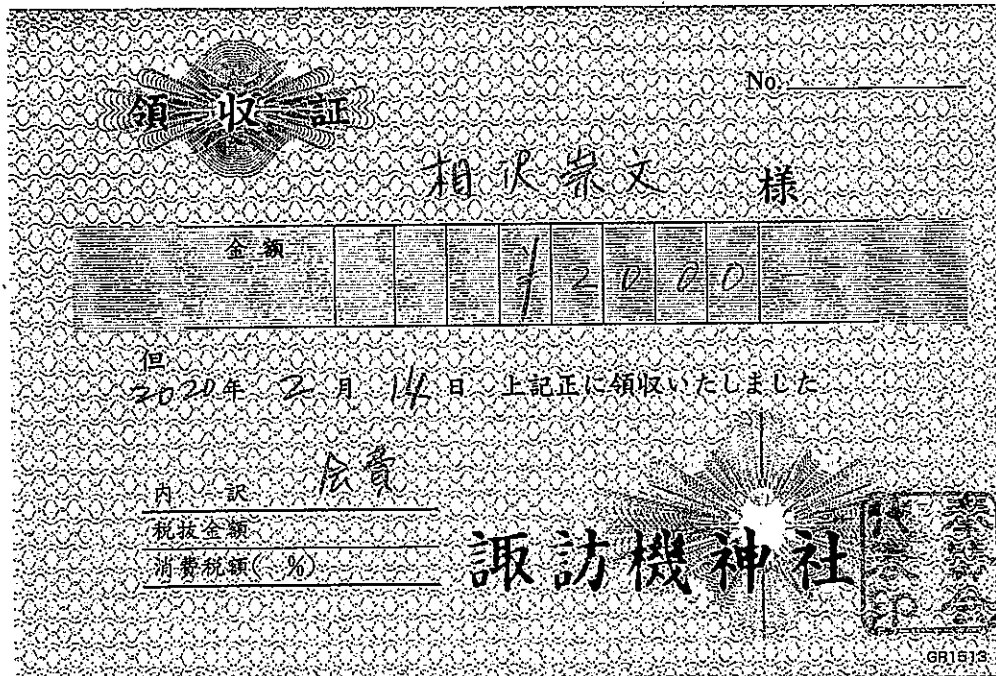 領収証
No.
相沢崇文 様
金額 ¥2000-
但
2020年 2月 14日 上記正に領収いたしました
内訳 会費
税抜金額
消費税額( %)
諏訪機神社
GR1513